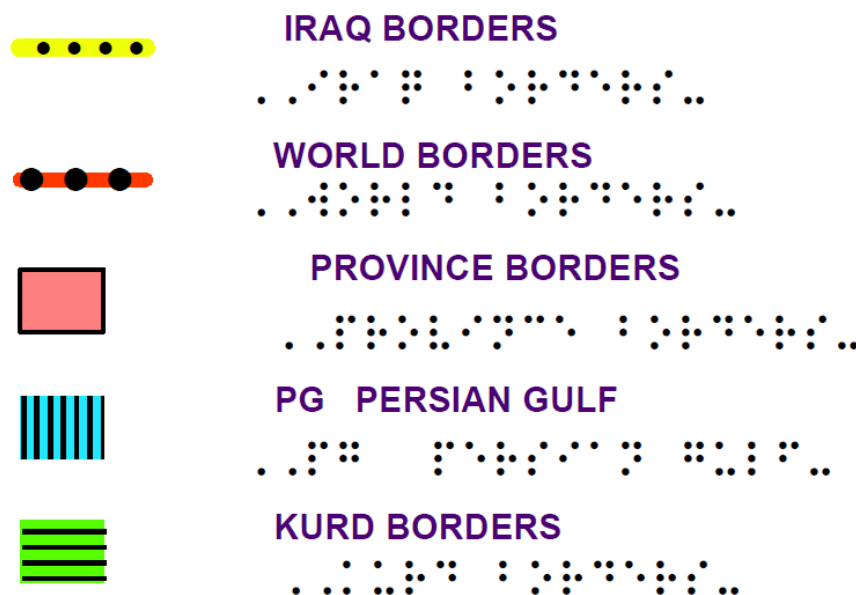 IRAQ BORDERS
⠠⠠⠊⠗⠁⠟ ⠃⠕⠗⠙⠑⠗⠎⠤
WORLD BORDERS
⠠⠠⠺⠕⠗⠇⠙ ⠃⠕⠗⠙⠑⠗⠎⠤
PROVINCE BORDERS
⠠⠠⠏⠗⠕⠧⠊⠝⠉⠑ ⠃⠕⠗⠙⠑⠗⠎⠤
PG PERSIAN GULF
⠠⠠⠏⠛ ⠏⠑⠗⠎⠊⠁⠝ ⠛⠥⠇⠋⠤
KURD BORDERS
⠠⠠⠅⠥⠗⠙ ⠃⠕⠗⠙⠑⠗⠎⠤